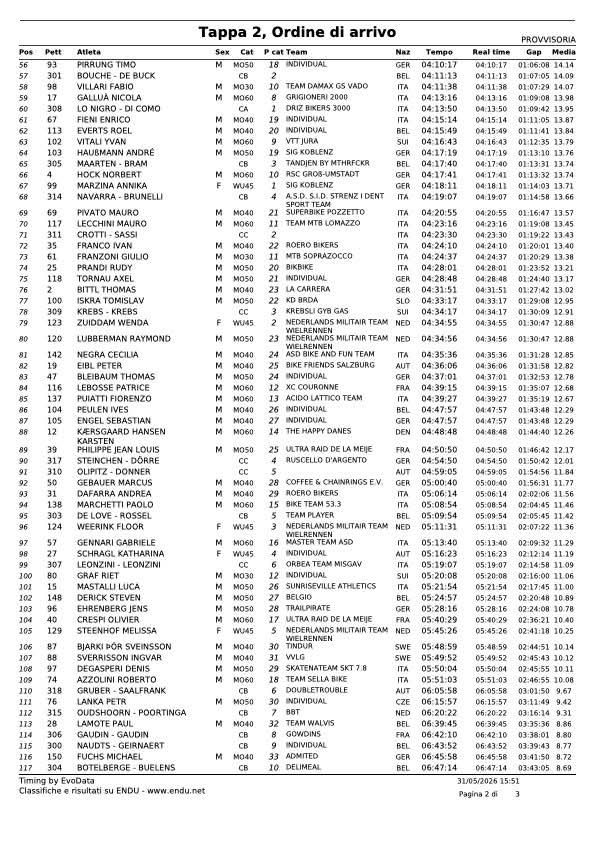 Tappa 2, Ordine di arrivo
PROVVISORIA
Pos Pett Atleta Sex Cat P cat Team Naz Tempo Real time Gap Media
56 93 PIRRUNG TIMO M MO50 18 INDIVIDUAL GER 04:10:17 04:10:17 01:06:08 14.14
57 301 BOUCHE - DE BUCK CB 2 BEL 04:11:13 04:11:13 01:07:05 14.09
58 98 VILLARI FABIO M MO30 10 TEAM DAMAX GS VADO ITA 04:11:38 04:11:38 01:07:29 14.07
59 17 GALLUÀ NICOLA M MO60 8 GRIGIONERI 2000 ITA 04:13:16 04:13:16 01:09:08 13.98
60 308 LO NIGRO - DI COMO CA 1 DRIZ BIKERS 3000 ITA 04:13:50 04:13:50 01:09:42 13.95
61 67 FIENI ENRICO M MO40 19 INDIVIDUAL ITA 04:15:14 04:15:14 01:11:05 13.87
62 113 EVERTS ROEL M MO40 20 INDIVIDUAL BEL 04:15:49 04:15:49 01:11:41 13.84
63 102 VITALI YVAN M MO60 9 VTT JURA SUI 04:16:43 04:16:43 01:12:35 13.79
64 103 HAUßMANN ANDRÉ M MO50 19 SIG KOBLENZ GER 04:17:19 04:17:19 01:13:10 13.76
65 305 MAARTEN - BRAM CB 3 TANDJEN BY MTHRFCKR BEL 04:17:40 04:17:40 01:13:31 13.74
66 4 HOCK NORBERT M MO60 10 RSC GROß-UMSTADT GER 04:17:41 04:17:41 01:13:32 13.74
67 99 MARZINA ANNIKA F WU45 1 SIG KOBLENZ GER 04:18:11 04:18:11 01:14:03 13.71
68 314 NAVARRA - BRUNELLI CB 4 A.S.D. S.I.D. STRENZ I DENT ITA 04:19:07 04:19:07 01:14:58 13.66
SPORT TEAM
69 69 PIVATO MAURO M MO40 21 SUPERBIKE POZZETTO ITA 04:20:55 04:20:55 01:16:47 13.57
70 117 LECCHINI MAURO M MO60 11 TEAM MTB LOMAZZO ITA 04:23:16 04:23:16 01:19:08 13.45
71 311 CROTTI - SASSI CC 2 ITA 04:23:30 04:23:30 01:19:22 13.43
72 35 FRANCO IVAN M MO40 22 ROERO BIKERS ITA 04:24:10 04:24:10 01:20:01 13.40
73 61 FRANZONI GIULIO M MO30 11 MTB SOPRAZOCCO ITA 04:24:37 04:24:37 01:20:29 13.38
74 25 PRANDI RUDY M MO50 20 BIKBIKE ITA 04:28:01 04:28:01 01:23:52 13.21
75 118 TORNAU AXEL M MO50 21 INDIVIDUAL GER 04:28:48 04:28:48 01:24:40 13.17
76 2 BITTL THOMAS M MO40 23 LA CARRERA GER 04:31:51 04:31:51 01:27:42 13.02
77 100 ISKRA TOMISLAV M MO50 22 KD BRDA SLO 04:33:17 04:33:17 01:29:08 12.95
78 309 KREBS - KREBS CC 3 KREBSLI GYB GAS SUI 04:34:17 04:34:17 01:30:09 12.91
79 123 ZUIDDAM WENDA F WU45 2 NEDERLANDS MILITAIR TEAM NED 04:34:55 04:34:55 01:30:47 12.88
WIELRENNEN
80 120 LUBBERMAN RAYMOND M MO50 23 NEDERLANDS MILITAIR TEAM NED 04:34:56 04:34:56 01:30:47 12.88
WIELRENNEN
81 142 NEGRA CECILIA M MO40 24 ASD BIKE AND FUN TEAM ITA 04:35:36 04:35:36 01:31:28 12.85
82 19 EIBL PETER M MO40 25 BIKE FRIENDS SALZBURG AUT 04:36:06 04:36:06 01:31:58 12.82
83 47 BLEIBAUM THOMAS M MO50 24 INDIVIDUAL GER 04:37:01 04:37:01 01:32:53 12.78
84 116 LEBOSSE PATRICE M MO60 12 XC COURONNE FRA 04:39:15 04:39:15 01:35:07 12.68
85 137 PUIATTI FIORENZO M MO60 13 ACIDO LATTICO TEAM ITA 04:39:27 04:39:27 01:35:19 12.67
86 104 PEULEN IVES M MO40 26 INDIVIDUAL BEL 04:47:57 04:47:57 01:43:48 12.29
87 105 ENGEL SEBASTIAN M MO40 27 INDIVIDUAL GER 04:47:57 04:47:57 01:43:48 12.29
88 12 KÆRSGAARD HANSEN M MO60 14 THE HAPPY DANES DEN 04:48:48 04:48:48 01:44:40 12.26
KARSTEN
89 39 PHILIPPE JEAN LOUIS M MO50 25 ULTRA RAID DE LA MEIJE FRA 04:50:50 04:50:50 01:46:42 12.17
90 317 STEINCHEN - DÖRRE CC 4 RUSCELLO D'ARGENTO GER 04:54:50 04:54:50 01:50:42 12.01
91 310 OLIPITZ - DONNER CC 5 AUT 04:59:05 04:59:05 01:54:56 11.84
92 50 GEBAUER MARCUS M MO40 28 COFFEE & CHAINRINGS E.V. GER 05:00:40 05:00:40 01:56:31 11.77
93 31 DAFARRA ANDREA M MO40 29 ROERO BIKERS ITA 05:06:14 05:06:14 02:02:06 11.56
94 138 MARCHETTI PAOLO M MO60 15 BIKE TEAM 53.3 ITA 05:08:54 05:08:54 02:04:45 11.46
95 303 DE LOVE - ROSSEL CB 5 TEAM PLAYER BEL 05:09:54 05:09:54 02:05:45 11.42
96 124 WEERINK FLOOR F WU45 3 NEDERLANDS MILITAIR TEAM NED 05:11:31 05:11:31 02:07:22 11.36
WIELRENNEN
97 57 GENNARI GABRIELE M MO60 16 MASTER TEAM ASD ITA 05:13:40 05:13:40 02:09:32 11.29
98 27 SCHRAGL KATHARINA F WU45 4 INDIVIDUAL AUT 05:16:23 05:16:23 02:12:14 11.19
99 307 LEONZINI - LEONZINI CC 6 ORBEA TEAM MISGAV ITA 05:19:07 05:19:07 02:14:58 11.09
100 80 GRAF RIET M MO30 12 INDIVIDUAL SUI 05:20:08 05:20:08 02:16:00 11.06
101 15 MASTALLI LUCA M MO50 26 SUNRISEVILLE ATHLETICS ITA 05:21:54 05:21:54 02:17:45 11.00
102 148 DERICK STEVEN M MO50 27 BELGIO BEL 05:24:57 05:24:57 02:20:48 10.89
103 96 EHRENBERG JENS M MO50 28 TRAILPIRATE GER 05:28:16 05:28:16 02:24:08 10.78
104 40 CRESPI OLIVIER M MO60 17 ULTRA RAID DE LA MEIJE FRA 05:40:29 05:40:29 02:36:21 10.40
105 129 STEENHOF MELISSA F WU45 5 NEDERLANDS MILITAIR TEAM NED 05:45:26 05:45:26 02:41:18 10.25
WIELRENNEN
106 87 BJARKI ÞÓR SVEINSSON M MO40 30 TINDUR SWE 05:48:59 05:48:59 02:44:51 10.14
107 88 SVERRISSON INGVAR M MO40 31 VVLG SWE 05:49:52 05:49:52 02:45:43 10.12
108 97 DEGASPERI DENIS M MO50 29 SKATENATEAM SKT 7.8 ITA 05:50:04 05:50:04 02:45:55 10.11
109 74 AZZOLINI ROBERTO M MO60 18 TEAM SELLA BIKE ITA 05:51:03 05:51:03 02:46:55 10.08
110 318 GRUBER - SAALFRANK CB 6 DOUBLETROUBLE AUT 06:05:58 06:05:58 03:01:50 9.67
111 76 LANKA PETR M MO50 30 INDIVIDUAL CZE 06:15:57 06:15:57 03:11:49 9.42
112 315 OUDSHOORN - POORTINGA CB 7 BBT NED 06:20:22 06:20:22 03:16:14 9.31
113 28 LAMOTE PAUL M MO40 32 TEAM WALVIS BEL 06:39:45 06:39:45 03:35:36 8.86
114 306 GAUDIN - GAUDIN CB 8 GOWDINS FRA 06:42:10 06:42:10 03:38:01 8.80
115 300 NAUDTS - GEIRNAERT CB 9 INDIVIDUAL BEL 06:43:52 06:43:52 03:39:43 8.77
116 150 FUCHS MICHAEL M MO40 33 ADMITED GER 06:45:58 06:45:58 03:41:50 8.72
117 304 BOTELBERGE - BUELENS CB 10 DELIMEAL BEL 06:47:14 06:47:14 03:43:05 8.69
Timing by EvoData 31/05/2026 15:51
Classifiche e risultati su ENDU - www.endu.net Pagina 2 di 3